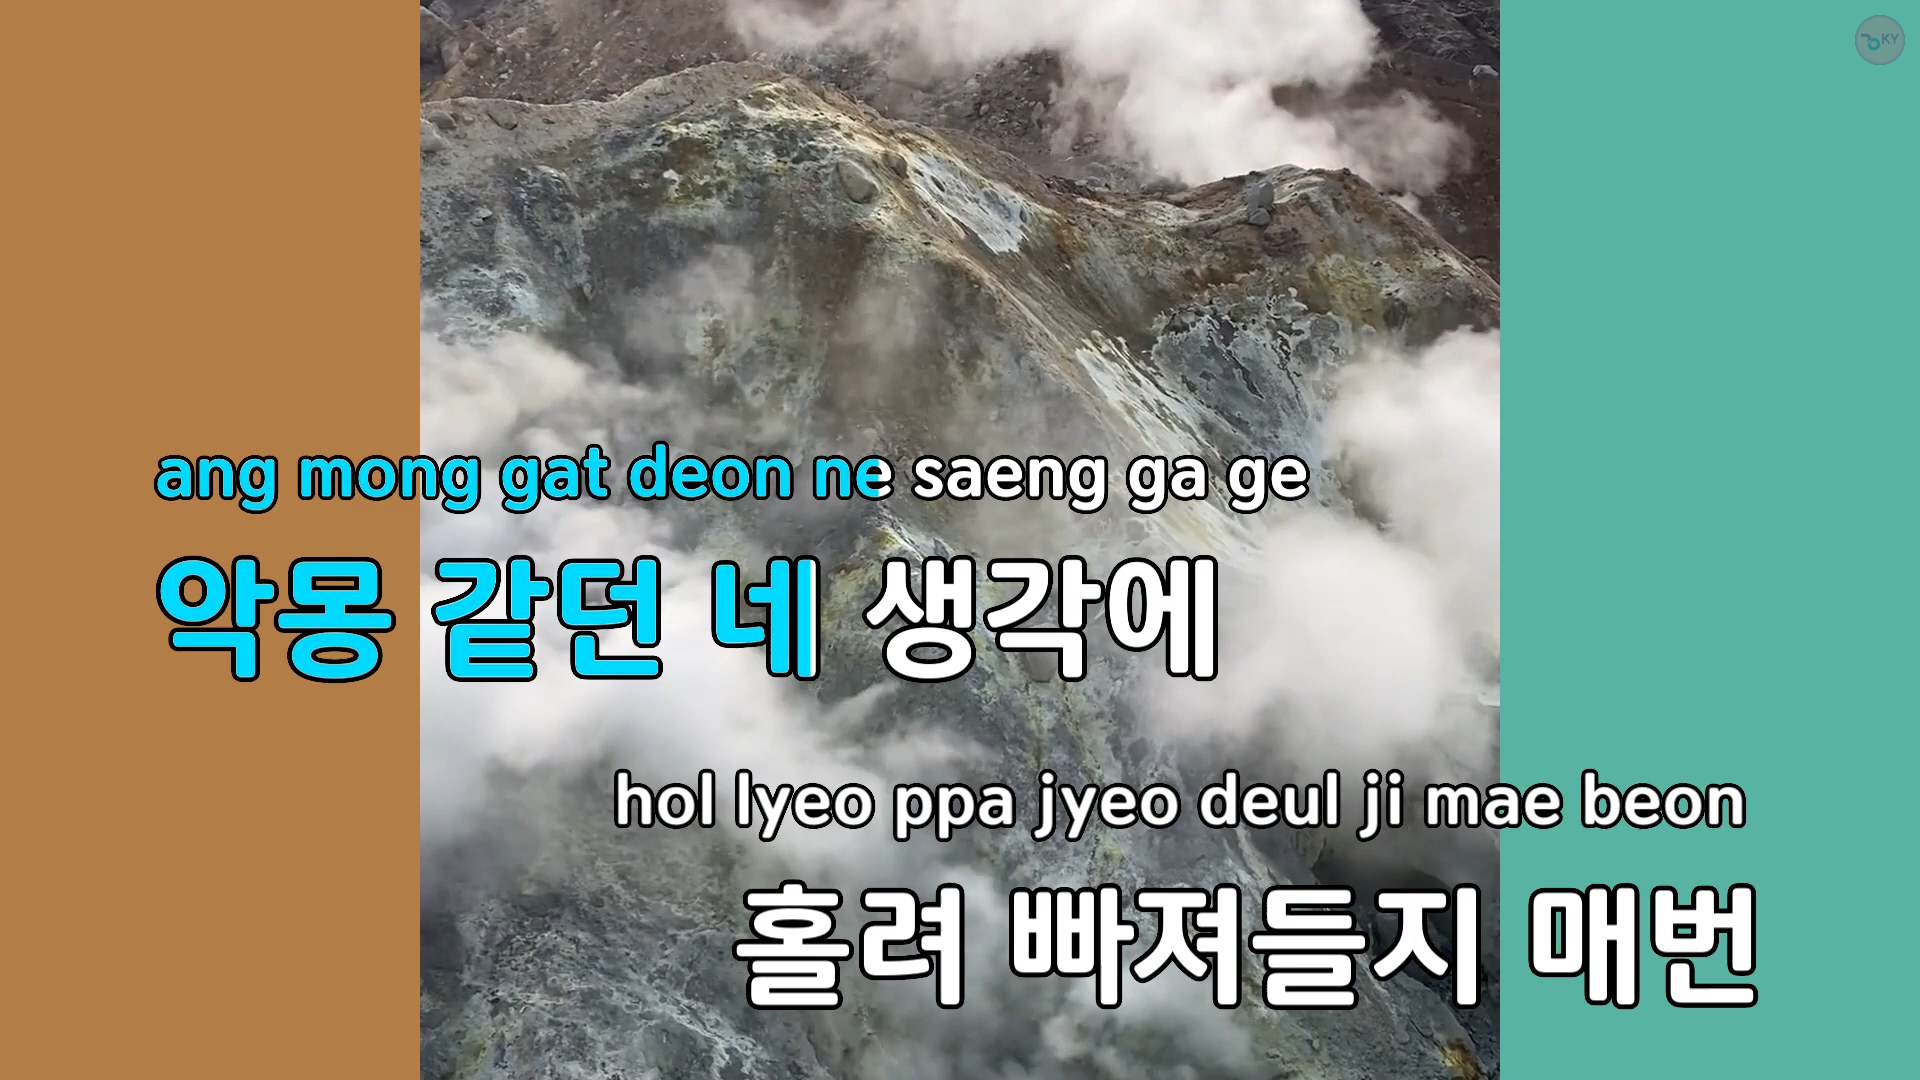 KY
ang mong gat deon ne saeng ga ge
악몽 같던 네 생각에
hol lyeo ppa jyeo deul ji mae beon
홀려 빠져들지 매번